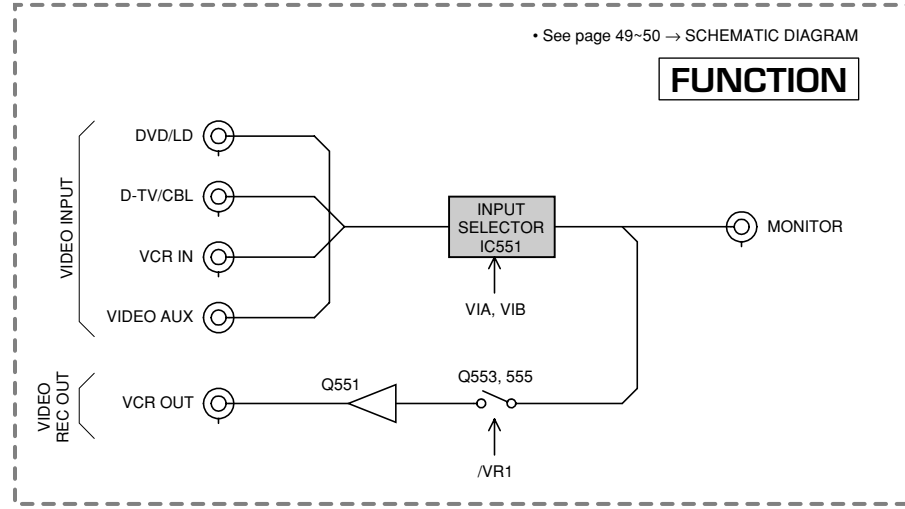 • See page 49~50 → SCHEMATIC DIAGRAM
FUNCTION
VIDEO INPUT
DVD/LD
D-TV/CBL
VCR IN
VIDEO AUX
INPUT
SELECTOR
IC551
VIA, VIB
MONITOR
VIDEO
REC OUT
VCR OUT
Q551
Q553, 555
/VR1